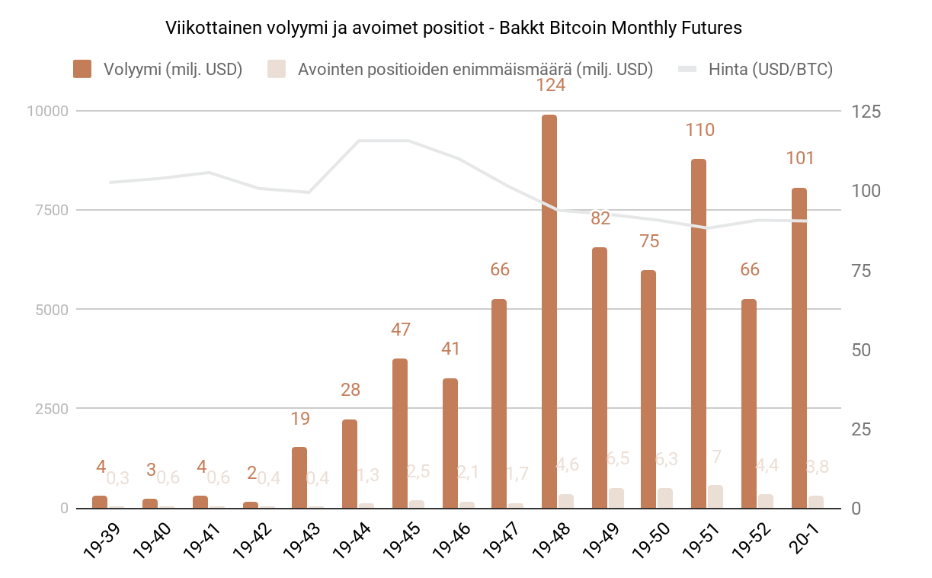 Viikottainen volyymi ja avoimet positiot - Bakkt Bitcoin Monthly Futures
Volyymi (milj. USD) Avointen positioiden enimmäismäärä (milj. USD) Hinta (USD/BTC)
10000
7500
5000
2500
0
125
100
75
50
25
0
4 3 4 2 19 28 47 41 66 124 82 75 110 66 101
0,3 0,6 0,6 0,4 0,4 1,3 2,5 2,1 1,7 4,6 6,5 6,3 7 4,4 3,8
19-39 19-40 19-41 19-42 19-43 19-44 19-45 19-46 19-47 19-48 19-49 19-50 19-51 19-52 20-1